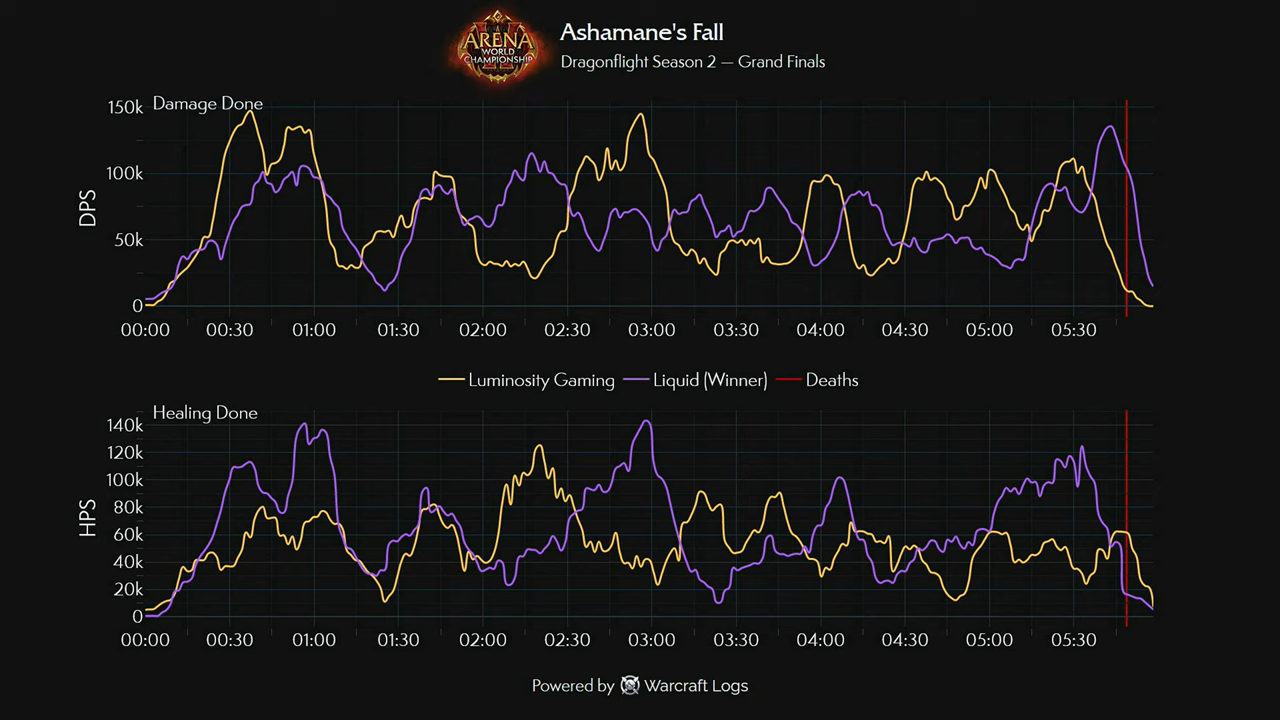 ARENA
WORLD
CHAMPIONSHIP
Ashamane's Fall
Dragonflight Season 2 – Grand Finals
Damage Done
DPS
150k
100k
50k
0
00:00 00:30 01:00 01:30 02:00 02:30 03:00 03:30 04:00 04:30 05:00 05:30
Luminosity Gaming Liquid (Winner) Deaths
Healing Done
HPS
140k
120k
100k
80k
60k
40k
20k
0
00:00 00:30 01:00 01:30 02:00 02:30 03:00 03:30 04:00 04:30 05:00 05:30
Powered by Warcraft Logs